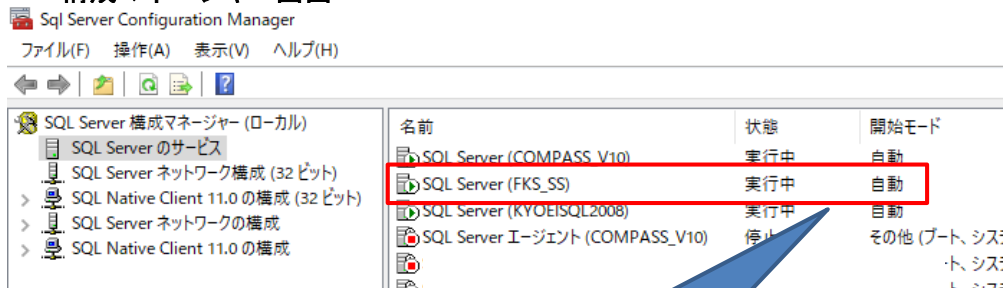 Sql Server Configuration Manager
ファイル(F) 操作(A) 表示(V) ヘルプ(H)
SQL Server 構成マネージャー (ローカル)
SQL Server のサービス
SQL Server ネットワーク構成 (32 ビット)
SQL Native Client 11.0 の構成 (32 ビット)
SQL Server ネットワークの構成
SQL Native Client 11.0 の構成
名前 状態 開始モード
SQL Server (COMPASS_V10) 実行中 自動
SQL Server (FKS_SS) 実行中 自動
SQL Server (KYOEISQL2008) 実行中 自動
SQL Server エージェント (COMPASS_V10) 停止 その他 (ブート、シス
ト、シス